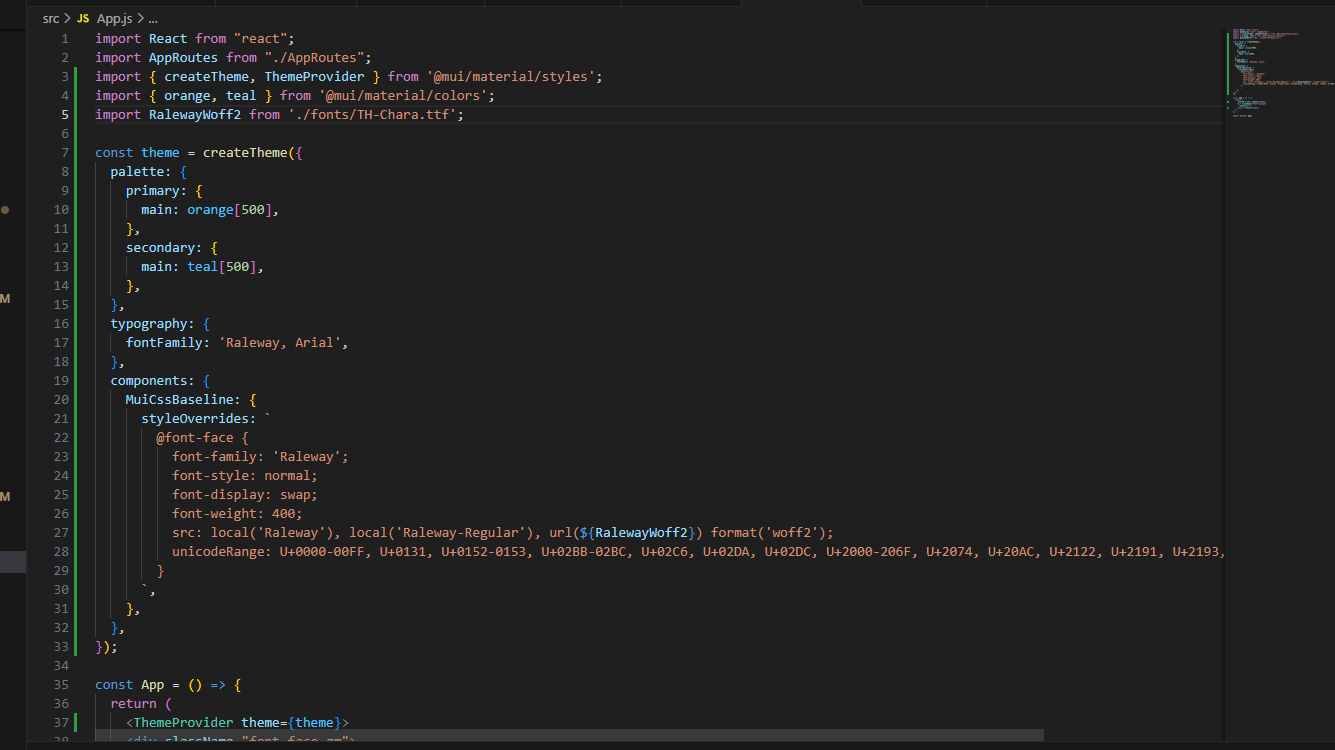 src > JS App.js > ...
1 import React from "react";
2 import AppRoutes from "./AppRoutes";
3 import { createTheme, ThemeProvider } from '@mui/material/styles';
4 import { orange, teal } from '@mui/material/colors';
5 import RalewayWoff2 from './fonts/TH-Chara.ttf';
6
7 const theme = createTheme({
8   palette: {
9     primary: {
10       main: orange[500],
11     },
12     secondary: {
13       main: teal[500],
14     },
15   },
16   typography: {
17     fontFamily: 'Raleway, Arial',
18   },
19   components: {
20     MuiCssBaseline: {
21       styleOverrides: `
22         @font-face {
23           font-family: 'Raleway';
24           font-style: normal;
25           font-display: swap;
26           font-weight: 400;
27           src: local('Raleway'), local('Raleway-Regular'), url(${RalewayWoff2}) format('woff2');
28           unicodeRange: U+0000-00FF, U+0131, U+0152-0153, U+02BB-02BC, U+02C6, U+02DA, U+02DC, U+2000-206F, U+2074, U+20AC, U+2122, U+2191, U+2193,
29         }
30       `,
31     },
32   },
33 });
34
35 const App = () => {
36   return (
37     <ThemeProvider theme={theme}>
38     <div className="font-face-gm">
M
M